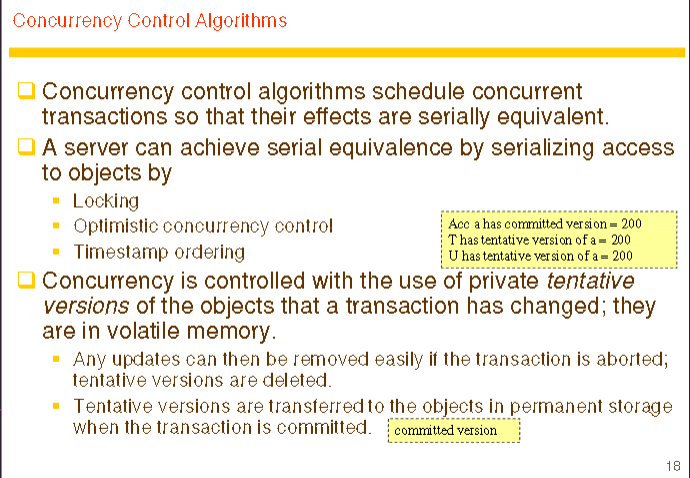 Concurrency Control Algorithms
Concurrency control algorithms schedule concurrent
transactions so that their effects are serially equivalent.
A server can achieve serial equivalence by serializing access
to objects by
Locking
Optimistic concurrency control
Timestamp ordering
Acc a has committed version = 200
T has tentative version of a = 200
U has tentative version of a = 200
Concurrency is controlled with the use of private tentative
versions of the objects that a transaction has changed; they
are in volatile memory.
Any updates can then be removed easily if the transaction is aborted;
tentative versions are deleted.
Tentative versions are transferred to the objects in permanent storage
when the transaction is committed.
committed version
18